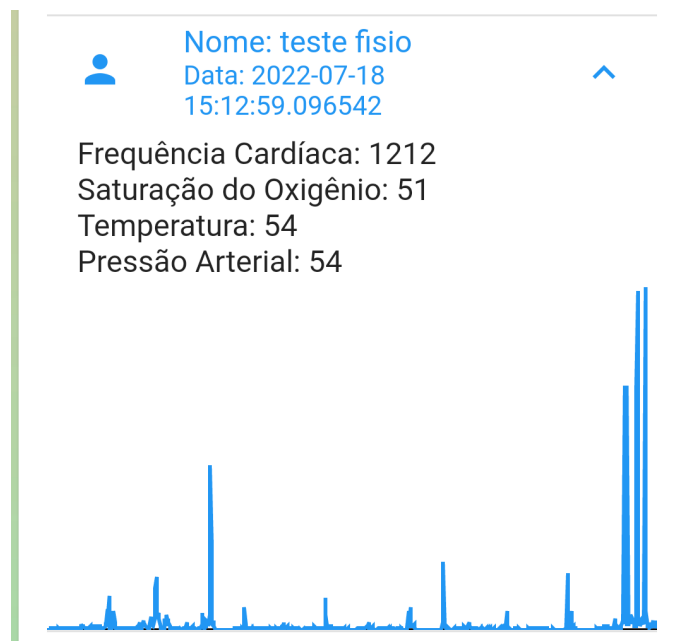 Nome: teste fisio
Data: 2022-07-18
15:12:59.096542
Frequência Cardíaca: 1212
Saturação do Oxigênio: 51
Temperatura: 54
Pressão Arterial: 54